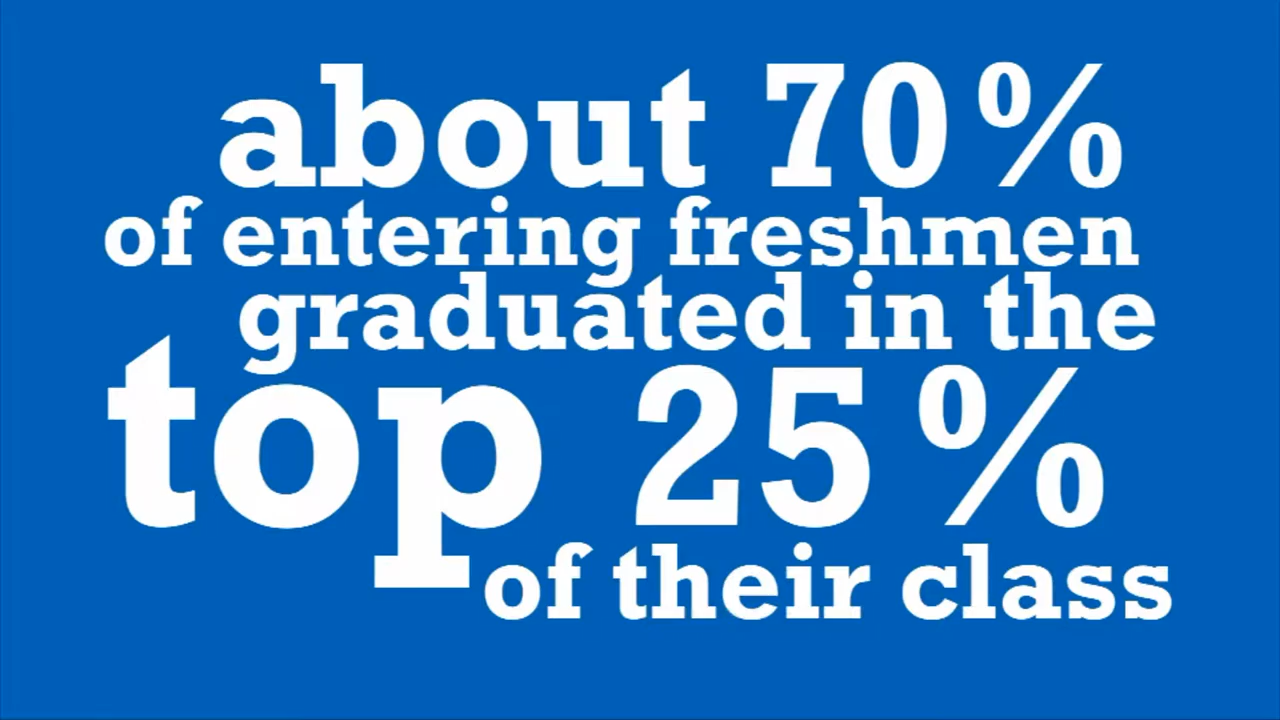 about 70%
of entering freshmen
graduated in the
top 25%
of their class